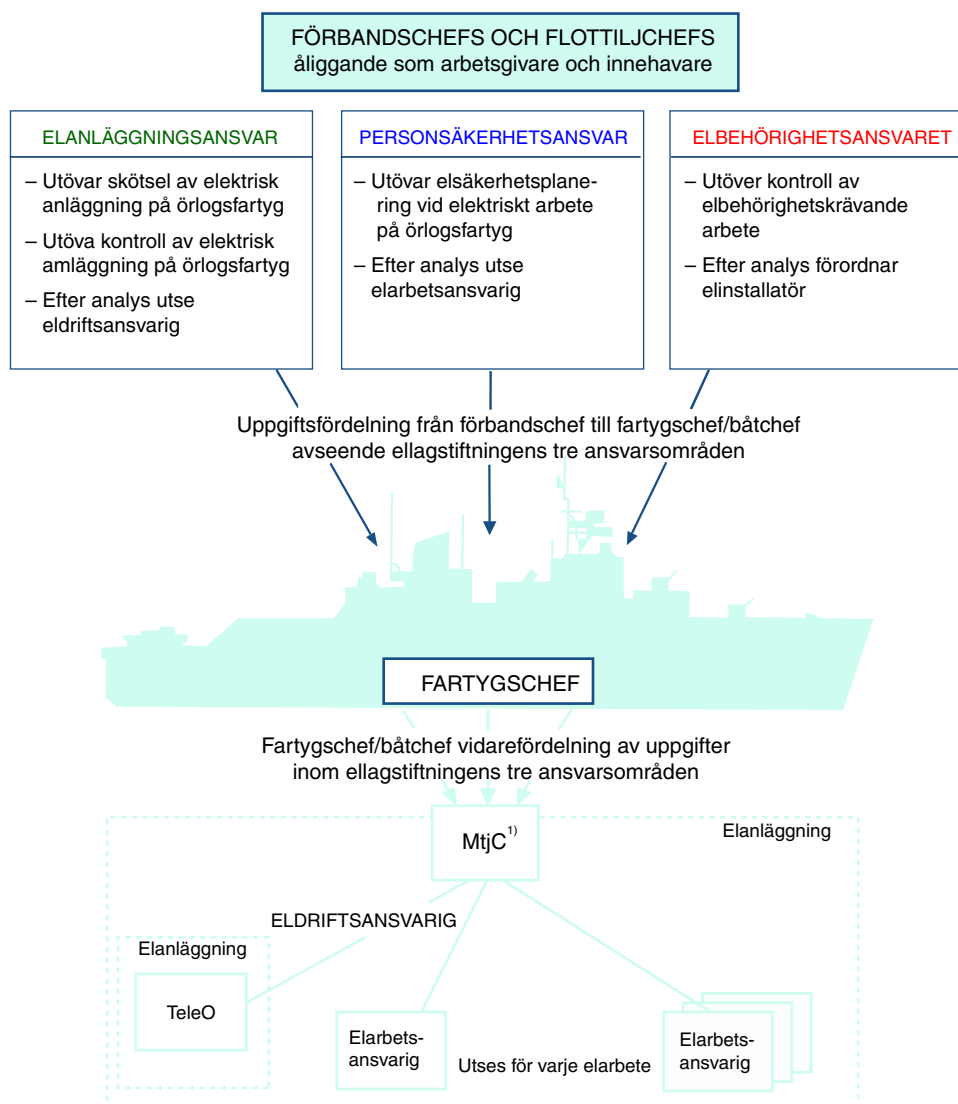 FÖRBANDSCHEFS OCH FLOTTILJCHEFS
åliggande som arbetsgivare och innehavare
ELANLÄGGNINGSANSVAR
– Utövar skötsel av elektrisk
anläggning på örlogsfartyg
– Utöva kontroll av elektrisk
amläggning på örlogsfartyg
– Efter analys utse
eldriftsansvarig
PERSONSÄKERHETSANSVAR
– Utövar elsäkerhetsplane-
ring vid elektriskt arbete
på örlogsfartyg
– Efter analys utse
elarbetsansvarig
ELBEHÖRIGHETSANSVARET
– Utöver kontroll av
elbehörighetskrävande
arbete
– Efter analys förordnar
elinstallatör
Uppgiftsfördelning från förbandschef till fartygschef/båtchef
avseende ellagstiftningens tre ansvarsområden
FARTYGSCHEF
Fartygschef/båtchef vidarefördelning av uppgifter
inom ellagstiftningens tre ansvarsområden
MtjC 1)
Elanläggning
ELDRIFTSANSVARIG
Elanläggning
TeleO
Elarbets-
ansvarig
Utses för varje elarbete
Elarbets-
ansvarig